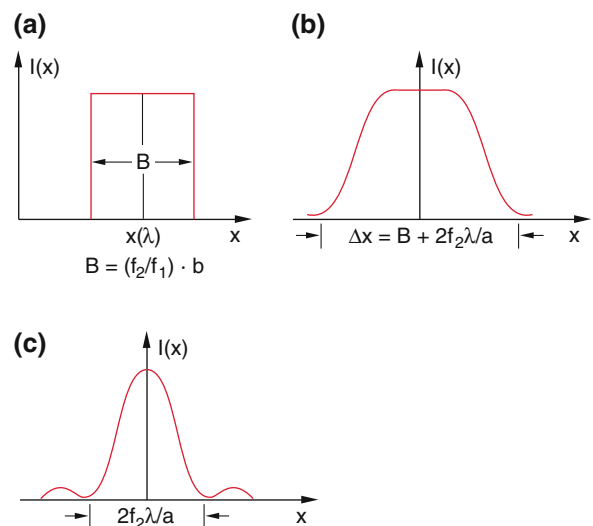 (a)
I(x)
B
x(λ)
x
B = (f₂/f₁) · b
(b)
I(x)
Δx = B + 2f₂λ/a
x
(c)
I(x)
2f₂λ/a
x